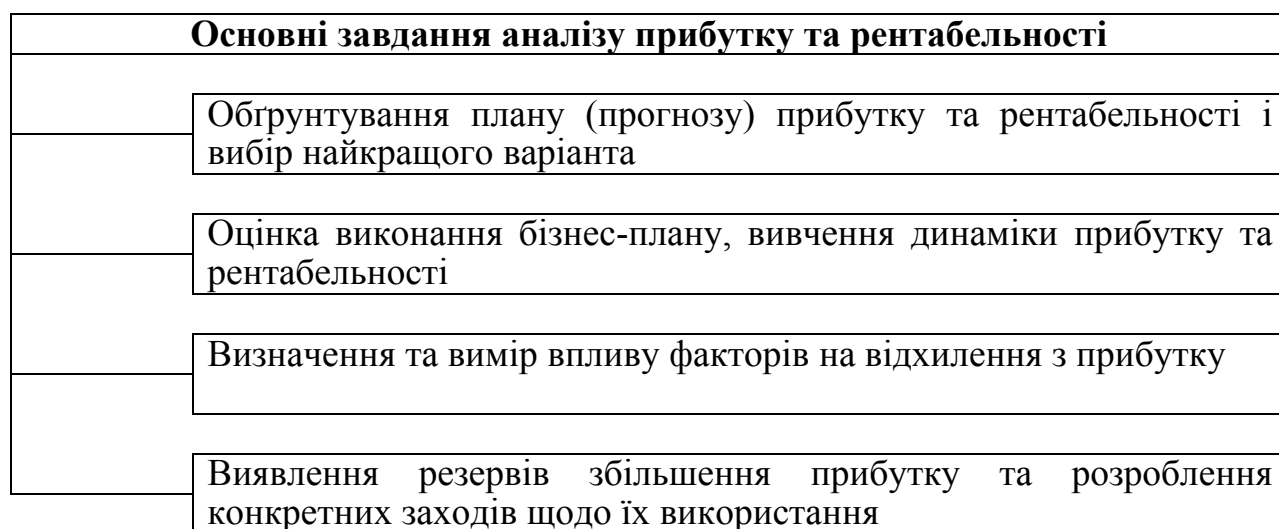 Основні завдання аналізу прибутку та рентабельності
Обґрунтування плану (прогнозу) прибутку та рентабельності і
вибір найкращого варіанта
Оцінка виконання бізнес-плану, вивчення динаміки прибутку та
рентабельності
Визначення та вимір впливу факторів на відхилення з прибутку
Виявлення резервів збільшення прибутку та розроблення
конкретних заходів щодо їх використання